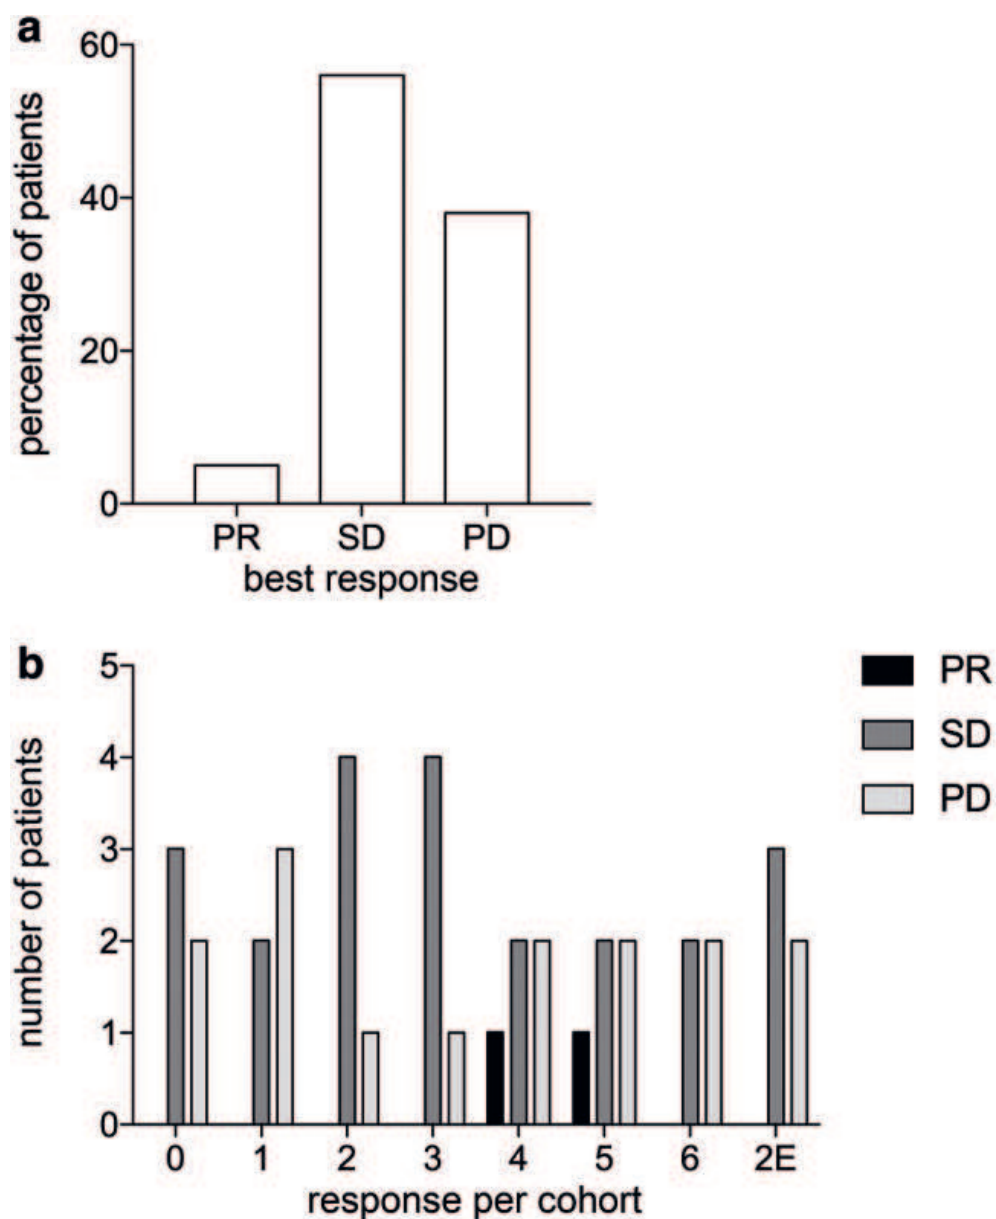 a
percentage of patients
60
40
20
0
PR SD PD
best response
b
number of patients
5
4
3
2
1
0
0 1 2 3 4 5 6 2E
response per cohort
PR
SD
PD